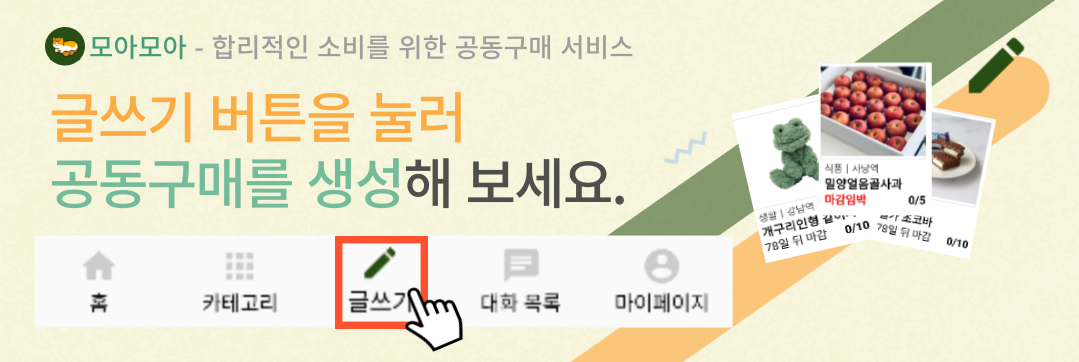 모아모아 - 합리적인 소비를 위한 공동구매 서비스
글쓰기 버튼을 눌러
공동구매를 생성해 보세요.
홈
카테고리
글쓰기
대화 목록
마이페이지
생활 | 강남역
개구리인형
78일 뒤 마감
0/10
식품 | 사당역
밀양얼음골사과
마감임박
0/5
초코바
78일 뒤 마감
0/10